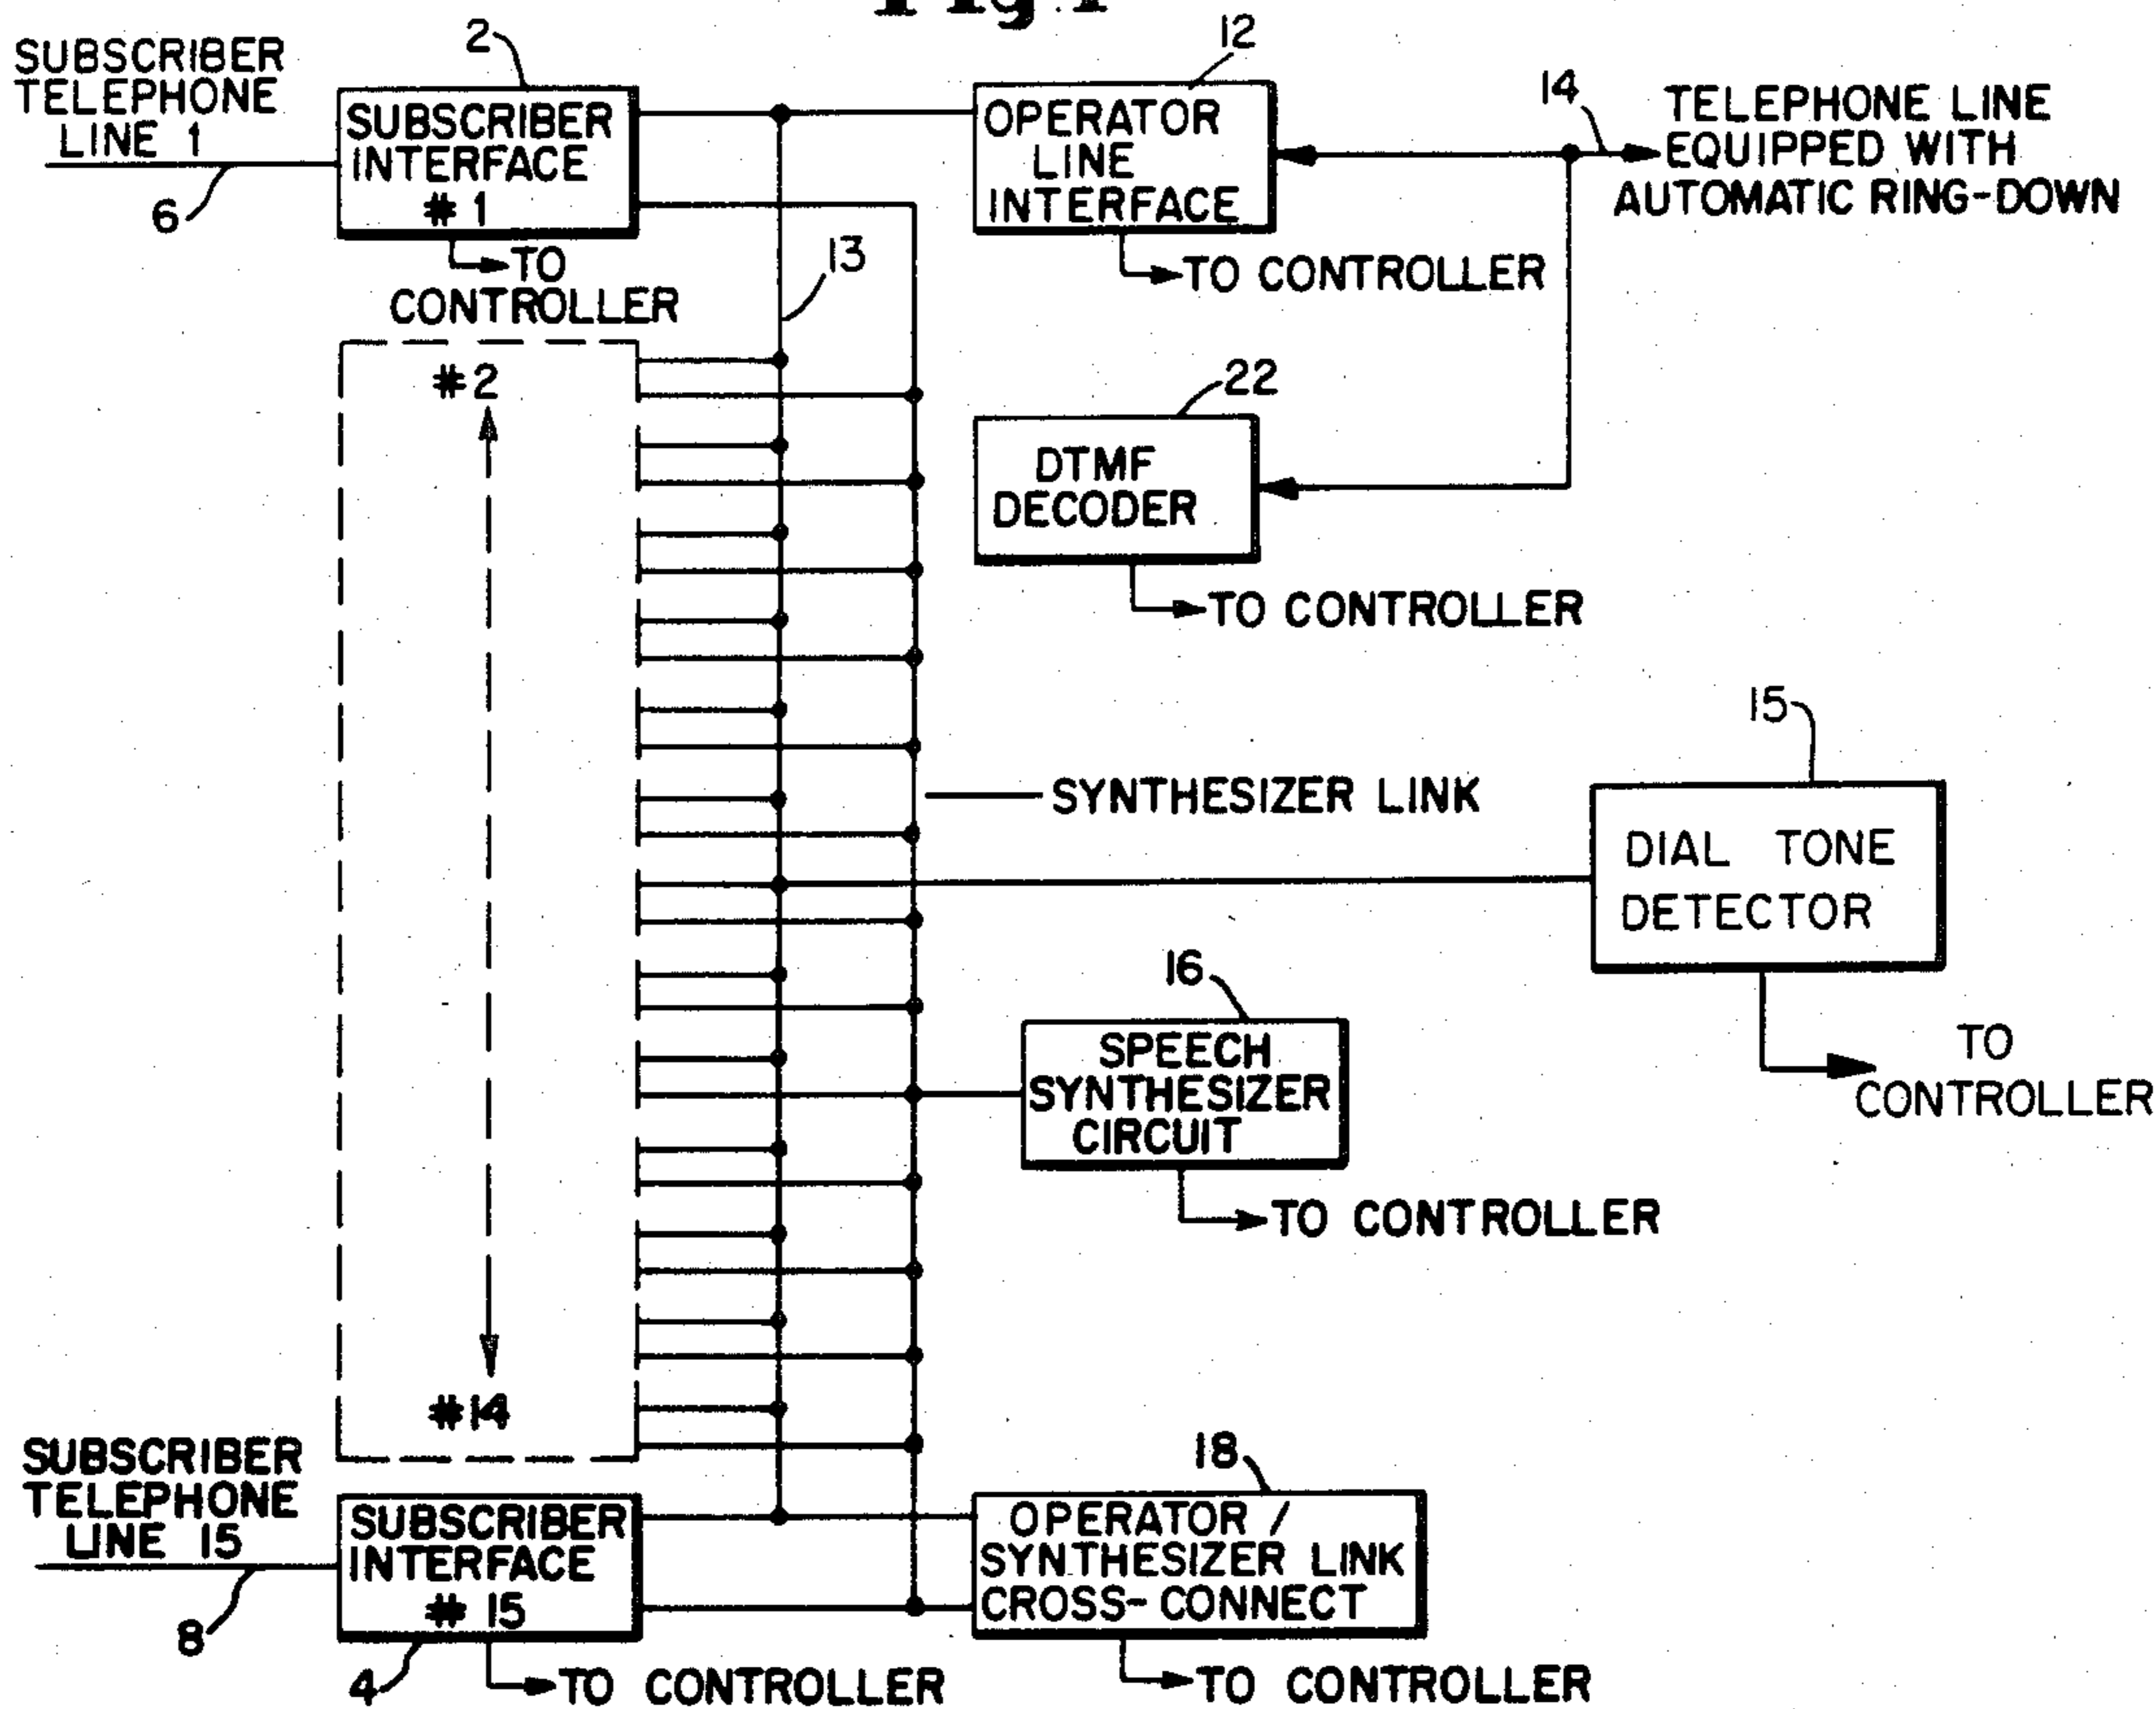 Fig.1
2
12
SUBSCRIBER
TELEPHONE
LINE 1
6
SUBSCRIBER
INTERFACE
# 1
TO
CONTROLLER
13
OPERATOR
LINE
INTERFACE
TO CONTROLLER
14
TELEPHONE LINE
EQUIPPED WITH
AUTOMATIC RING-DOWN
#2
22
DTMF
DECODER
TO CONTROLLER
SYNTHESIZER LINK
15
DIAL TONE
DETECTOR
TO
CONTROLLER
16
SPEECH
SYNTHESIZER
CIRCUIT
TO CONTROLLER
#14
SUBSCRIBER
TELEPHONE
LINE 15
8
SUBSCRIBER
INTERFACE
# 15
4
TO CONTROLLER
18
OPERATOR /
SYNTHESIZER LINK
CROSS-CONNECT
TO CONTROLLER